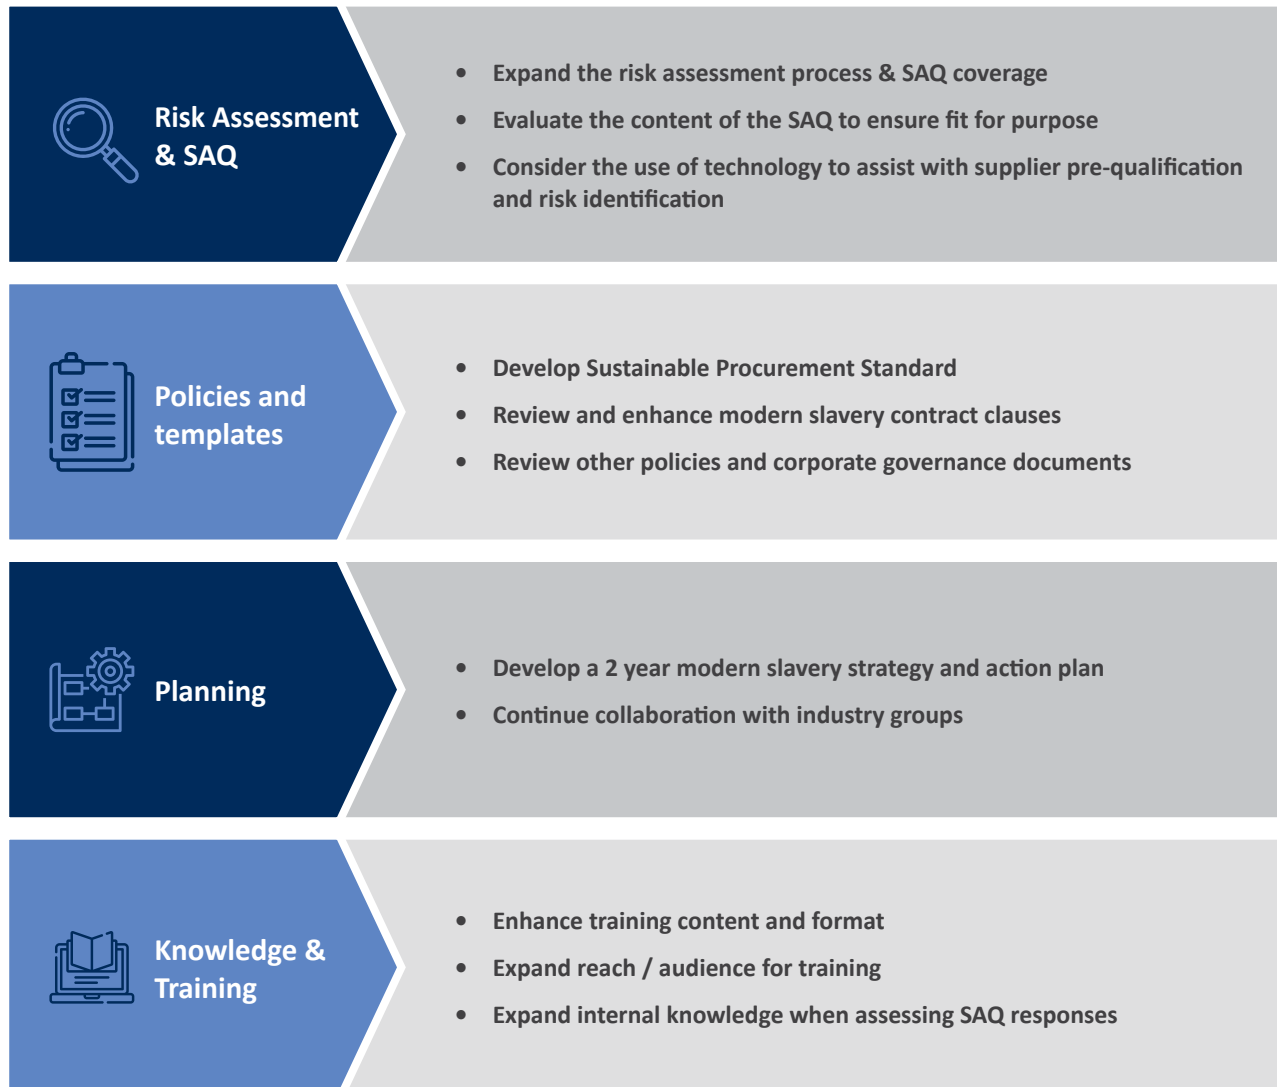 Risk Assessment
& SAQ
• Expand the risk assessment process & SAQ coverage
• Evaluate the content of the SAQ to ensure fit for purpose
• Consider the use of technology to assist with supplier pre-qualification
and risk identification
Policies and
templates
• Develop Sustainable Procurement Standard
• Review and enhance modern slavery contract clauses
• Review other policies and corporate governance documents
Planning
• Develop a 2 year modern slavery strategy and action plan
• Continue collaboration with industry groups
Knowledge &
Training
• Enhance training content and format
• Expand reach / audience for training
• Expand internal knowledge when assessing SAQ responses